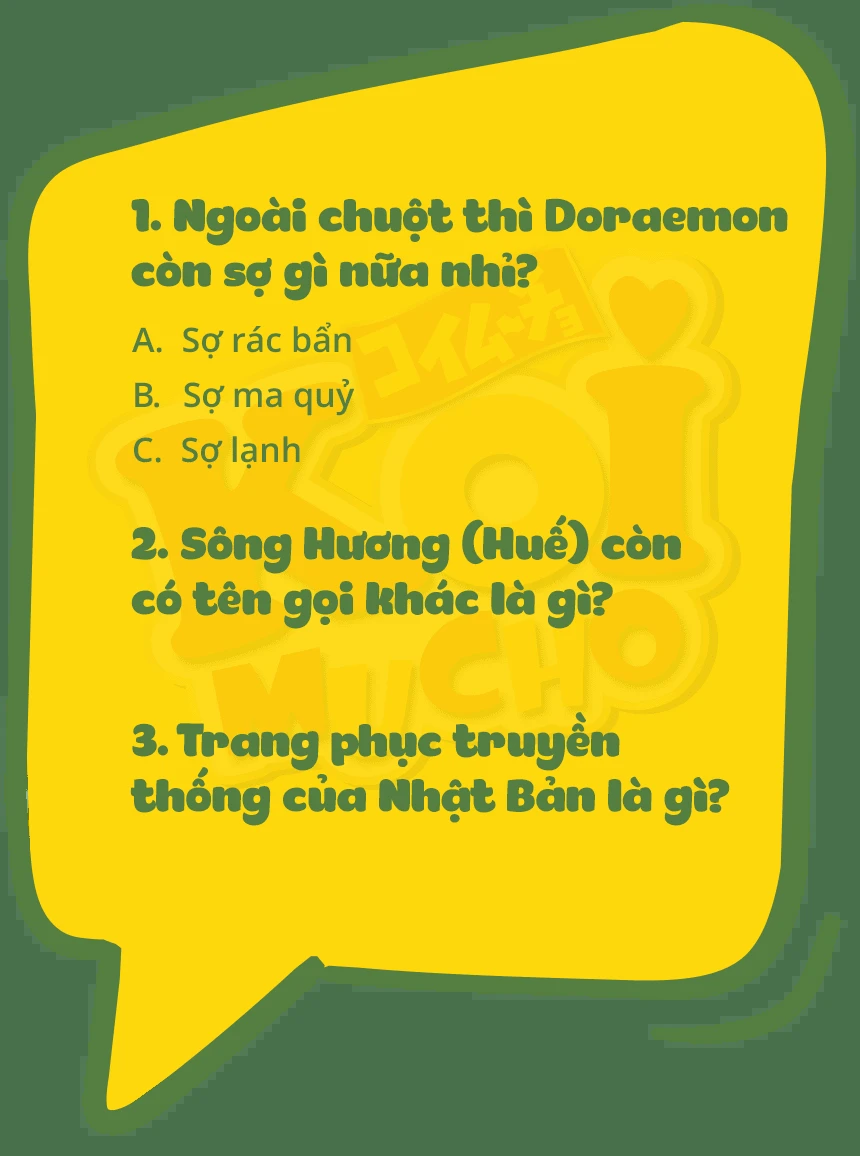 1. Ngoài chuột thì Doraemon
còn sợ gì nữa nhỉ?
A. Sợ rác bẩn
B. Sợ ma quỷ
C. Sợ lạnh
コイムーチョ
KOI
MUCHO
2. Sông Hương (Huế) còn
có tên gọi khác là gì?
3. Trang phục truyền
thống của Nhật Bản là gì?